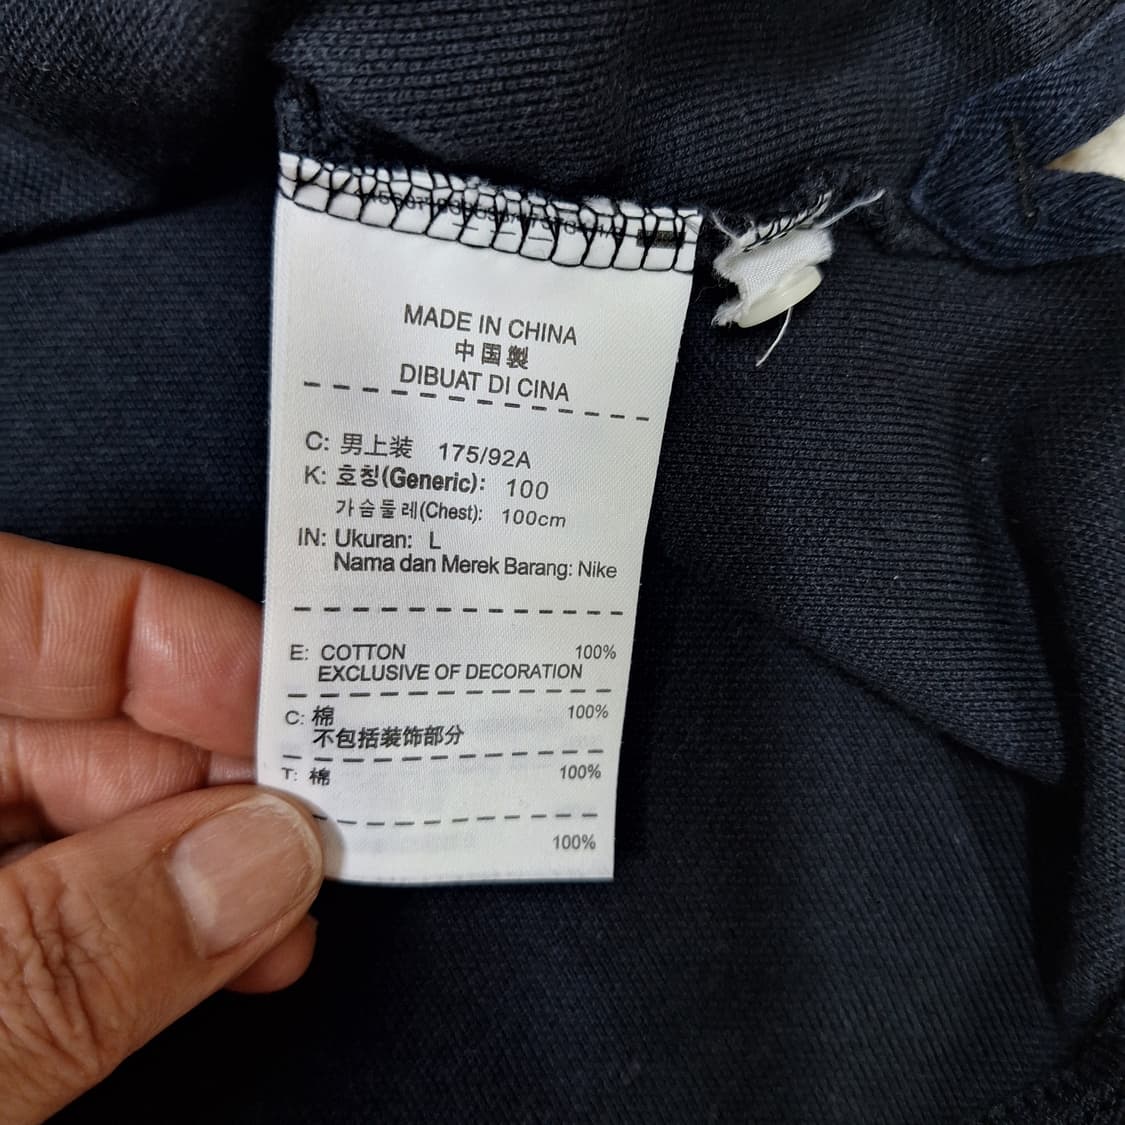 MADE IN CHINA
中国製
DIBUAT DI CINA
C: 男上装 175/92A
K: 호칭(Generic): 100
가슴둘레(Chest): 100cm
IN: Ukuran: L
Nama dan Merek Barang: Nike
E: COTTON 100%
EXCLUSIVE OF DECORATION
C: 棉 100%
不包括装饰部分
T: 棉 100%
100%